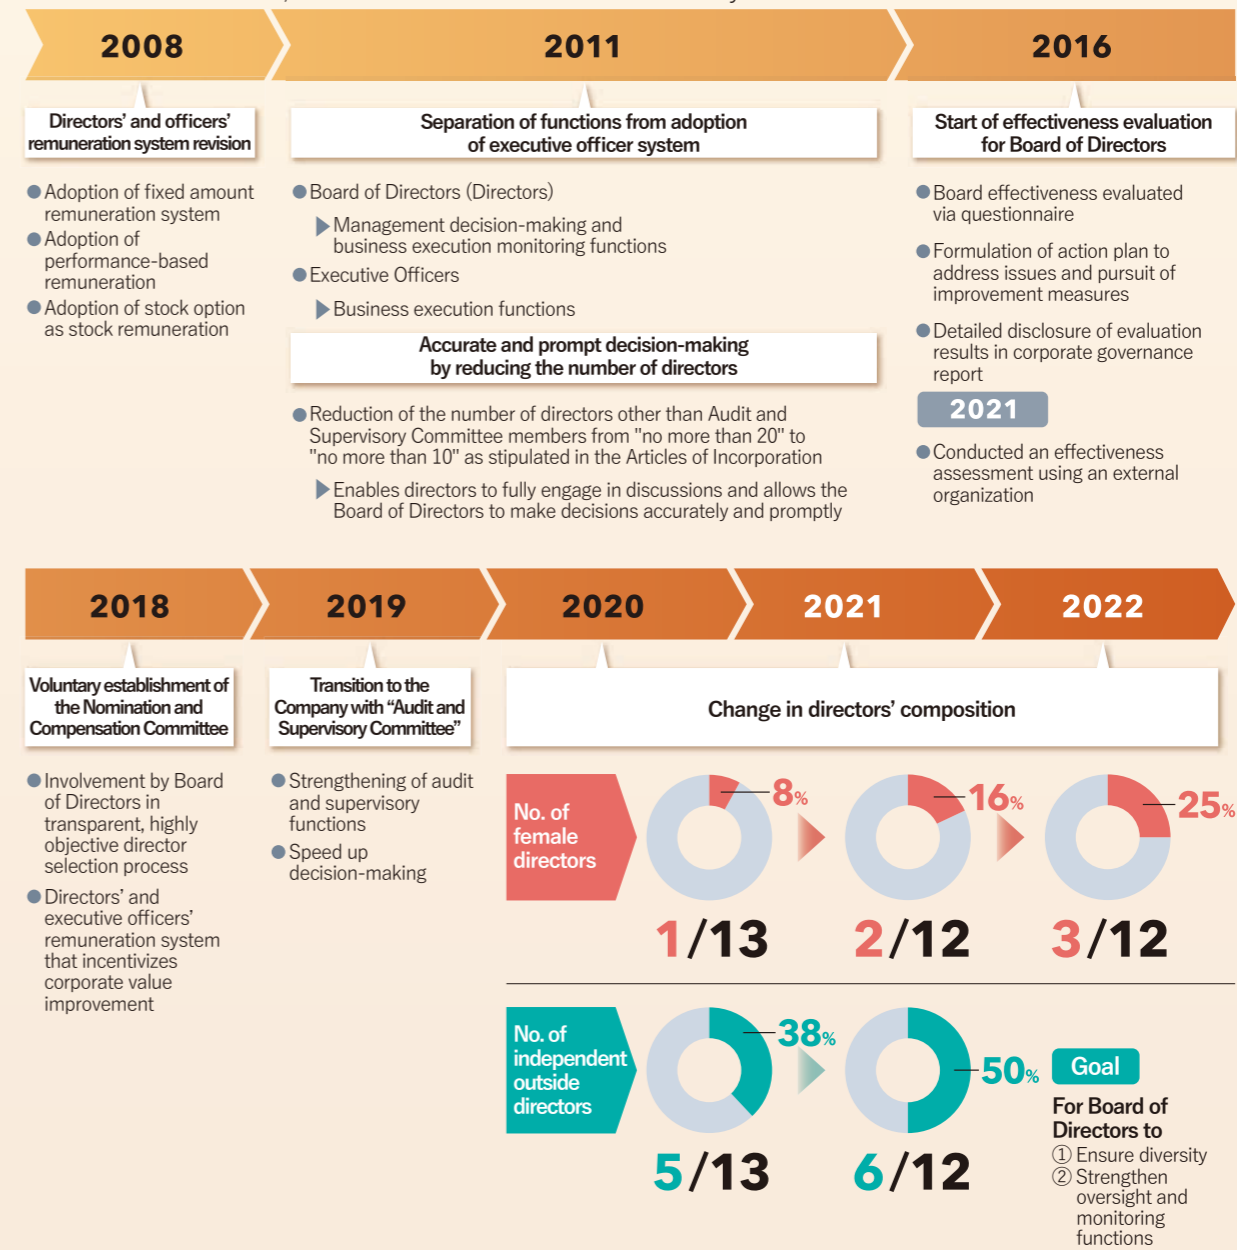 2008
2011
2016
Directors' and officers'
remuneration system revision
● Adoption of fixed amount
remuneration system
● Adoption of
performance-based
remuneration
● Adoption of stock option
as stock remuneration
Separation of functions from adoption
of executive officer system
● Board of Directors (Directors)
▶ Management decision-making and
business execution monitoring functions
● Executive Officers
▶ Business execution functions
Accurate and prompt decision-making
by reducing the number of directors
● Reduction of the number of directors other than Audit and
Supervisory Committee members from "no more than 20" to
"no more than 10" as stipulated in the Articles of Incorporation
▶ Enables directors to fully engage in discussions and allows the
Board of Directors to make decisions accurately and promptly
Start of effectiveness evaluation
for Board of Directors
● Board effectiveness evaluated
via questionnaire
● Formulation of action plan to
address issues and pursuit of
improvement measures
● Detailed disclosure of evaluation
results in corporate governance
report
2021
● Conducted an effectiveness
assessment using an external
organization
2018
2019
2020
2021
2022
Voluntary establishment of
the Nomination and
Compensation Committee
● Involvement by Board
of Directors in
transparent, highly
objective director
selection process
● Directors' and
executive officers'
remuneration system
that incentivizes
corporate value
improvement
Transition to the
Company with “Audit and
Supervisory Committee”
● Strengthening of audit
and supervisory
functions
● Speed up
decision-making
Change in directors' composition
No. of
female
directors
8%
16%
25%
1/13
2/12
3/12
No. of
independent
outside
directors
38%
50%
5/13
6/12
Goal
For Board of
Directors to
① Ensure diversity
② Strengthen
oversight and
monitoring
functions